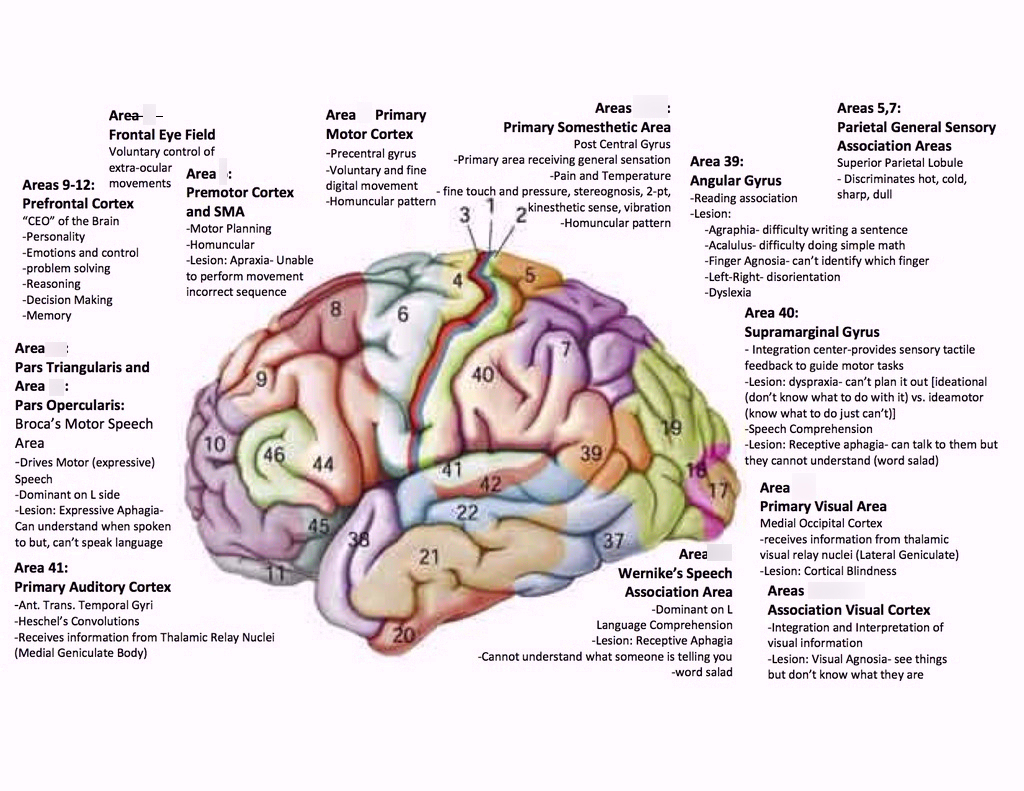 Area- –
Frontal Eye Field
Voluntary control of
extra-ocular
movements
Areas 9-12:
Prefrontal Cortex
“CEO” of the Brain
-Personality
-Emotions and control
-problem solving
-Reasoning
-Decision Making
-Memory
Area :
Premotor Cortex
and SMA
-Motor Planning
-Homuncular
-Lesion: Apraxia- Unable
to perform movement
incorrect sequence
Area Primary
Motor Cortex
-Precentral gyrus
-Voluntary and fine
digital movement
-Homuncular pattern
Areas :
Primary Somesthetic Area
Post Central Gyrus
-Primary area receiving general sensation
-Pain and Temperature
- fine touch and pressure, stereognosis, 2-pt,
kinesthetic sense, vibration
-Homuncular pattern
Area 39:
Angular Gyrus
-Reading association
-Lesion:
-Agraphia- difficulty writing a sentence
-Acalulus- difficulty doing simple math
-Finger Agnosia- can’t identify which finger
-Left-Right- disorientation
-Dyslexia
Areas 5,7:
Parietal General Sensory
Association Areas
Superior Parietal Lobule
- Discriminates hot, cold,
sharp, dull
Area 40:
Supramarginal Gyrus
- Integration center-provides sensory tactile
feedback to guide motor tasks
-Lesion: dyspraxia- can’t plan it out [ideational
(don’t know what to do with it) vs. ideamotor
(know what to do just can’t)]
-Speech Comprehension
-Lesion: Receptive aphagia- can talk to them but
they cannot understand (word salad)
Area :
Pars Triangularis and
Area :
Pars Opercularis:
Broca’s Motor Speech
Area
-Drives Motor (expressive)
Speech
-Dominant on L side
-Lesion: Expressive Aphagia-
Can understand when spoken
to but, can’t speak language
Area 41:
Primary Auditory Cortex
-Ant. Trans. Temporal Gyri
-Heschel’s Convolutions
-Receives information from Thalamic Relay Nuclei
(Medial Geniculate Body)
Area
Primary Visual Area
Medial Occipital Cortex
-receives information from thalamic
visual relay nuclei (Lateral Geniculate)
-Lesion: Cortical Blindness
Area
Wernike’s Speech
Association Area
-Dominant on L
Language Comprehension
-Lesion: Receptive Aphagia
-Cannot understand what someone is telling you
-word salad
Areas
Association Visual Cortex
-Integration and Interpretation of
visual information
-Lesion: Visual Agnosia- see things
but don’t know what they are
3
1
2
4
5
8
6
7
9
40
10
46
44
41
42
39
19
18
17
45
38
22
37
21
11
20